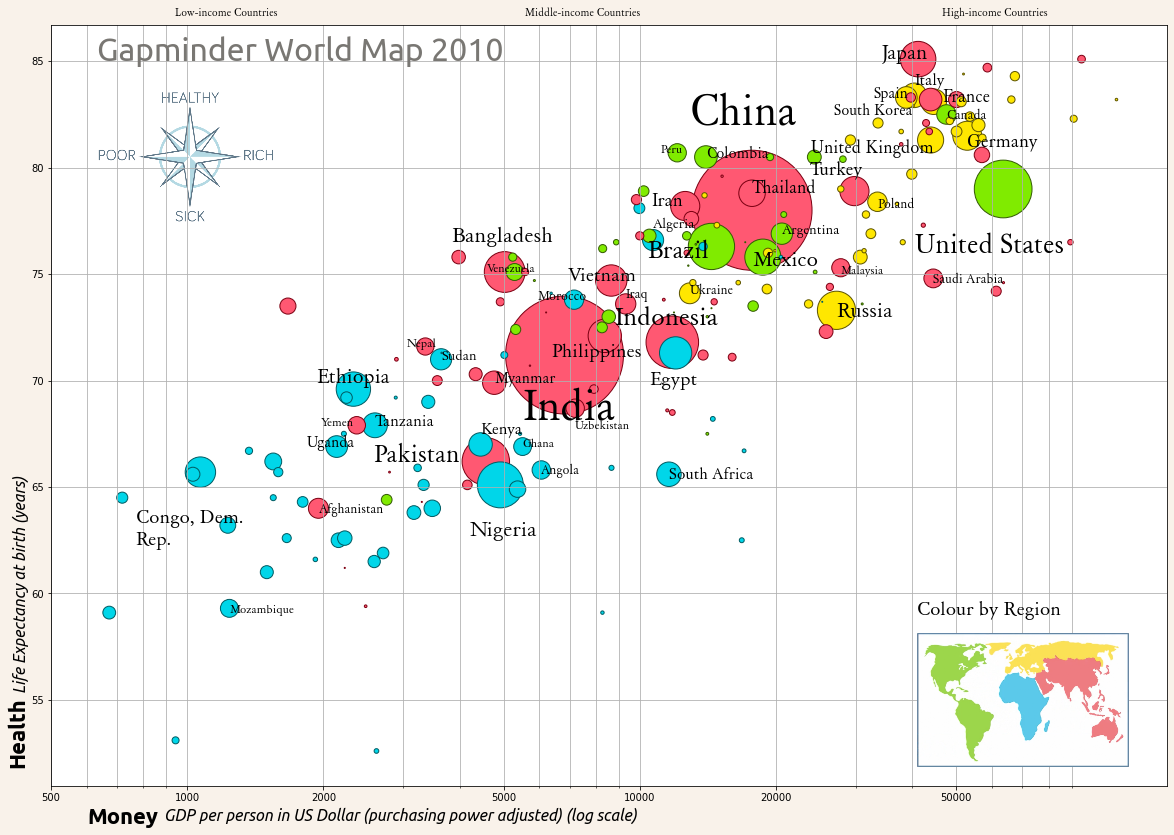 Low-income Countries
Middle-income Countries
High-income Countries
Gapminder World Map 2010
HEALTHY
POOR
RICH
SICK
85
80
75
70
65
60
55
Japan
Italy
Spain
France
South Korea
Canada
China
United Kingdom
Germany
Peru
Colombia
Turkey
Thailand
Iran
Poland
Algeria
Argentina
Bangladesh
Brazil
United States
Mexico
Venezuela
Vietnam
Malaysia
Saudi Arabia
Morocco
Iraq
Ukraine
Indonesia
Russia
Nepal
Sudan
Philippines
Ethiopia
Myanmar
Egypt
India
Yemen
Tanzania
Uzbekistan
Uganda
Kenya
Ghana
Pakistan
Angola
South Africa
Afghanistan
Congo, Dem.
Rep.
Nigeria
Mozambique
Colour by Region
Health Life Expectancy at birth (years)
500
1000
2000
5000
10000
20000
50000
Money GDP per person in US Dollar (purchasing power adjusted) (log scale)